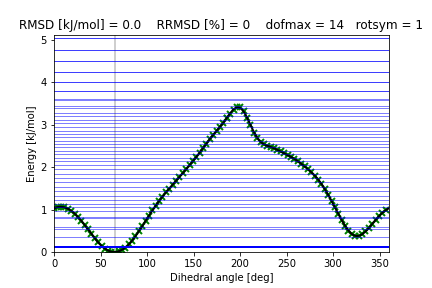 RMSD [kJ/mol] = 0.0 RRMSD [%] = 0 dofmax = 14 rotsym = 1
5
4
3
2
1
0
Energy [kJ/mol]
0 50 100 150 200 250 300 350
Dihedral angle [deg]